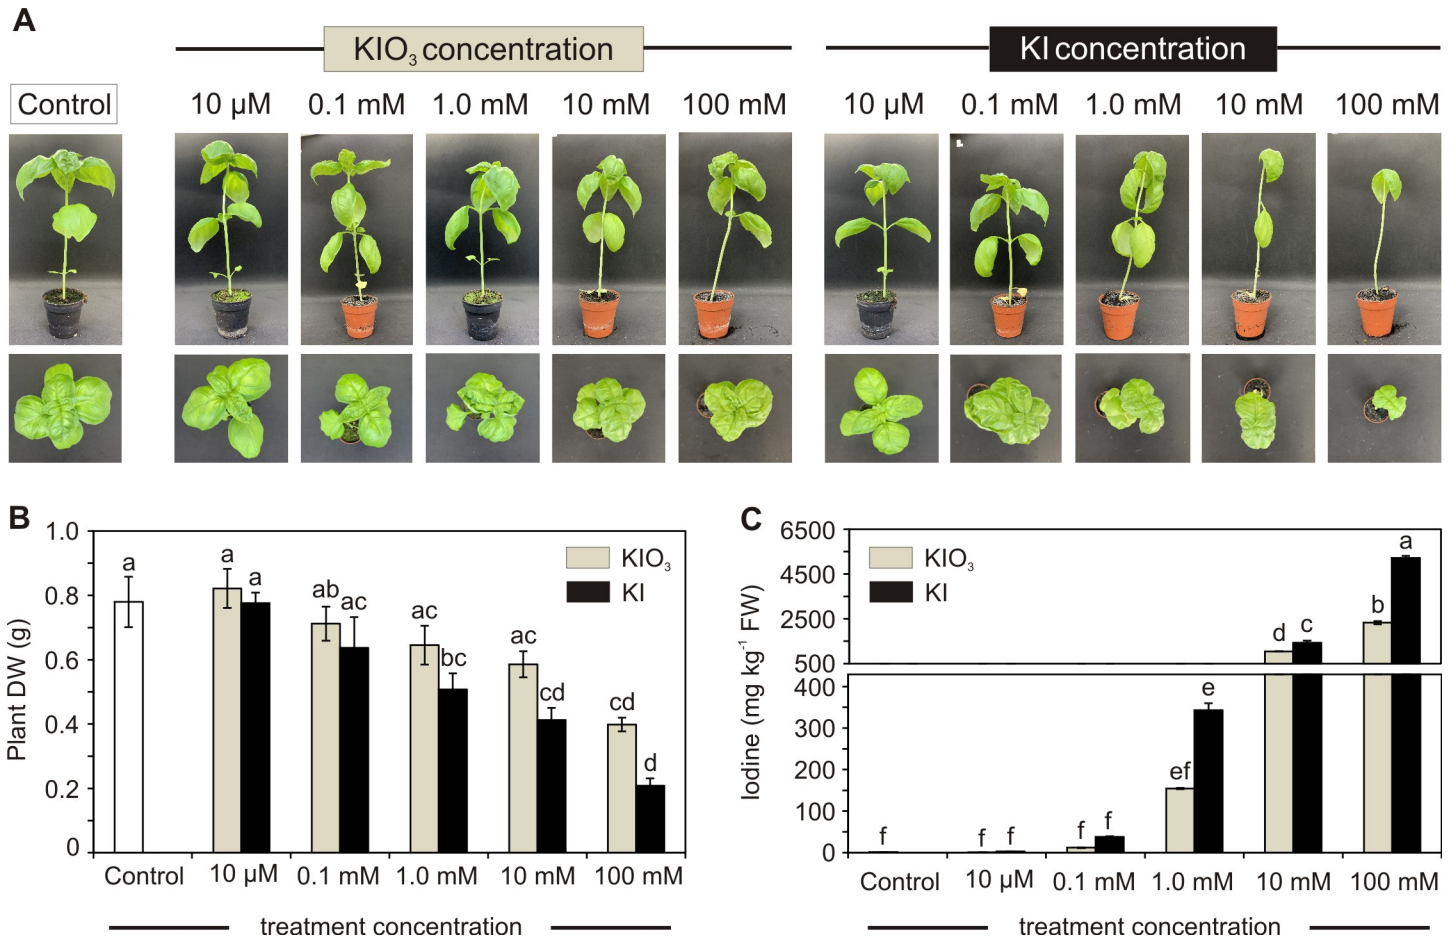 A
KIO₃ concentration
KI concentration
Control
10 µM 0.1 mM 1.0 mM 10 mM 100 mM
10 µM 0.1 mM 1.0 mM 10 mM 100 mM
B
1.0
0.8
0.6
0.4
0.2
0
Plant DW (g)
KIO₃
KI
a
a a
ab ac
ac bc
ac cd
cd d
Control 10 µM 0.1 mM 1.0 mM 10 mM 100 mM
treatment concentration
C
6500
4500
2500
500
400
300
200
100
0
Iodine (mg kg⁻¹ FW)
KIO₃
KI
f
f f
f f
ef e
d c
b a
Control 10 µM 0.1 mM 1.0 mM 10 mM 100 mM
treatment concentration